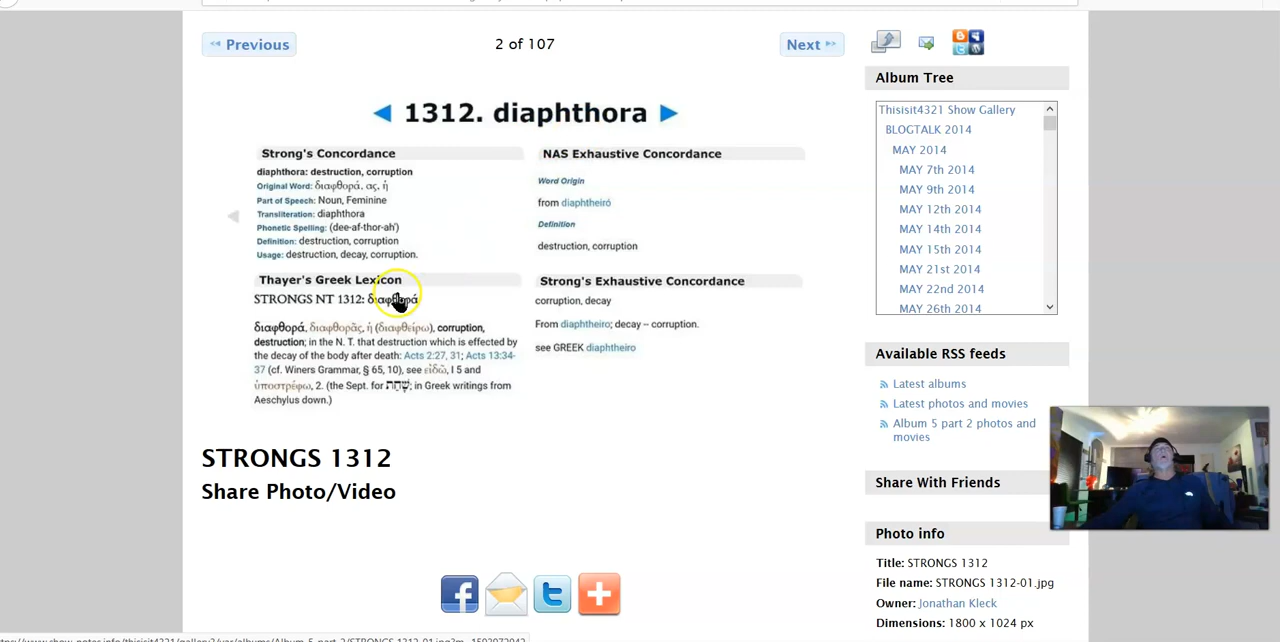 Previous
2 of 107
Next
1312. diaphthora
Strong's Concordance
diaphthora: destruction, corruption
Original Word: διαφθορά, ας, ἡ
Part of Speech: Noun, Feminine
Transliteration: diaphthora
Phonetic Spelling: (dee-af-thor-ah')
Definition: destruction, corruption
Usage: destruction, decay, corruption.
Thayer's Greek Lexicon
STRONGS NT 1312: διαφθορά
διαφθορά, διαφθορᾶς, ἡ (διαφθείρω), corruption,
destruction; in the N. T. that destruction which is effected by
the decay of the body after death: Acts 2:27, 31; Acts 13:34-
37 (cf. Winers Grammar, § 65, 10), see εἰδῶ, I 5 and
ὑποστρέφω, 2. (the Sept. for שַׁחַת; in Greek writings from
Aeschylus down.)
NAS Exhaustive Concordance
Word Origin
from diaphtheiró
Definition
destruction, corruption
Strong's Exhaustive Concordance
corruption, decay
From diaphtheiro; decay -- corruption.
see GREEK diaphtheiro
STRONGS 1312
Share Photo/Video
Album Tree
Thisisit4321 Show Gallery
BLOGTALK 2014
MAY 2014
MAY 7th 2014
MAY 9th 2014
MAY 12th 2014
MAY 14th 2014
MAY 15th 2014
MAY 21st 2014
MAY 22nd 2014
MAY 26th 2014
Available RSS feeds
Latest albums
Latest photos and movies
Album 5 part 2 photos and
movies
Share With Friends
Photo info
Title: STRONGS 1312
File name: STRONGS 1312-01.jpg
Owner: Jonathan Kleck
Dimensions: 1800 x 1024 px